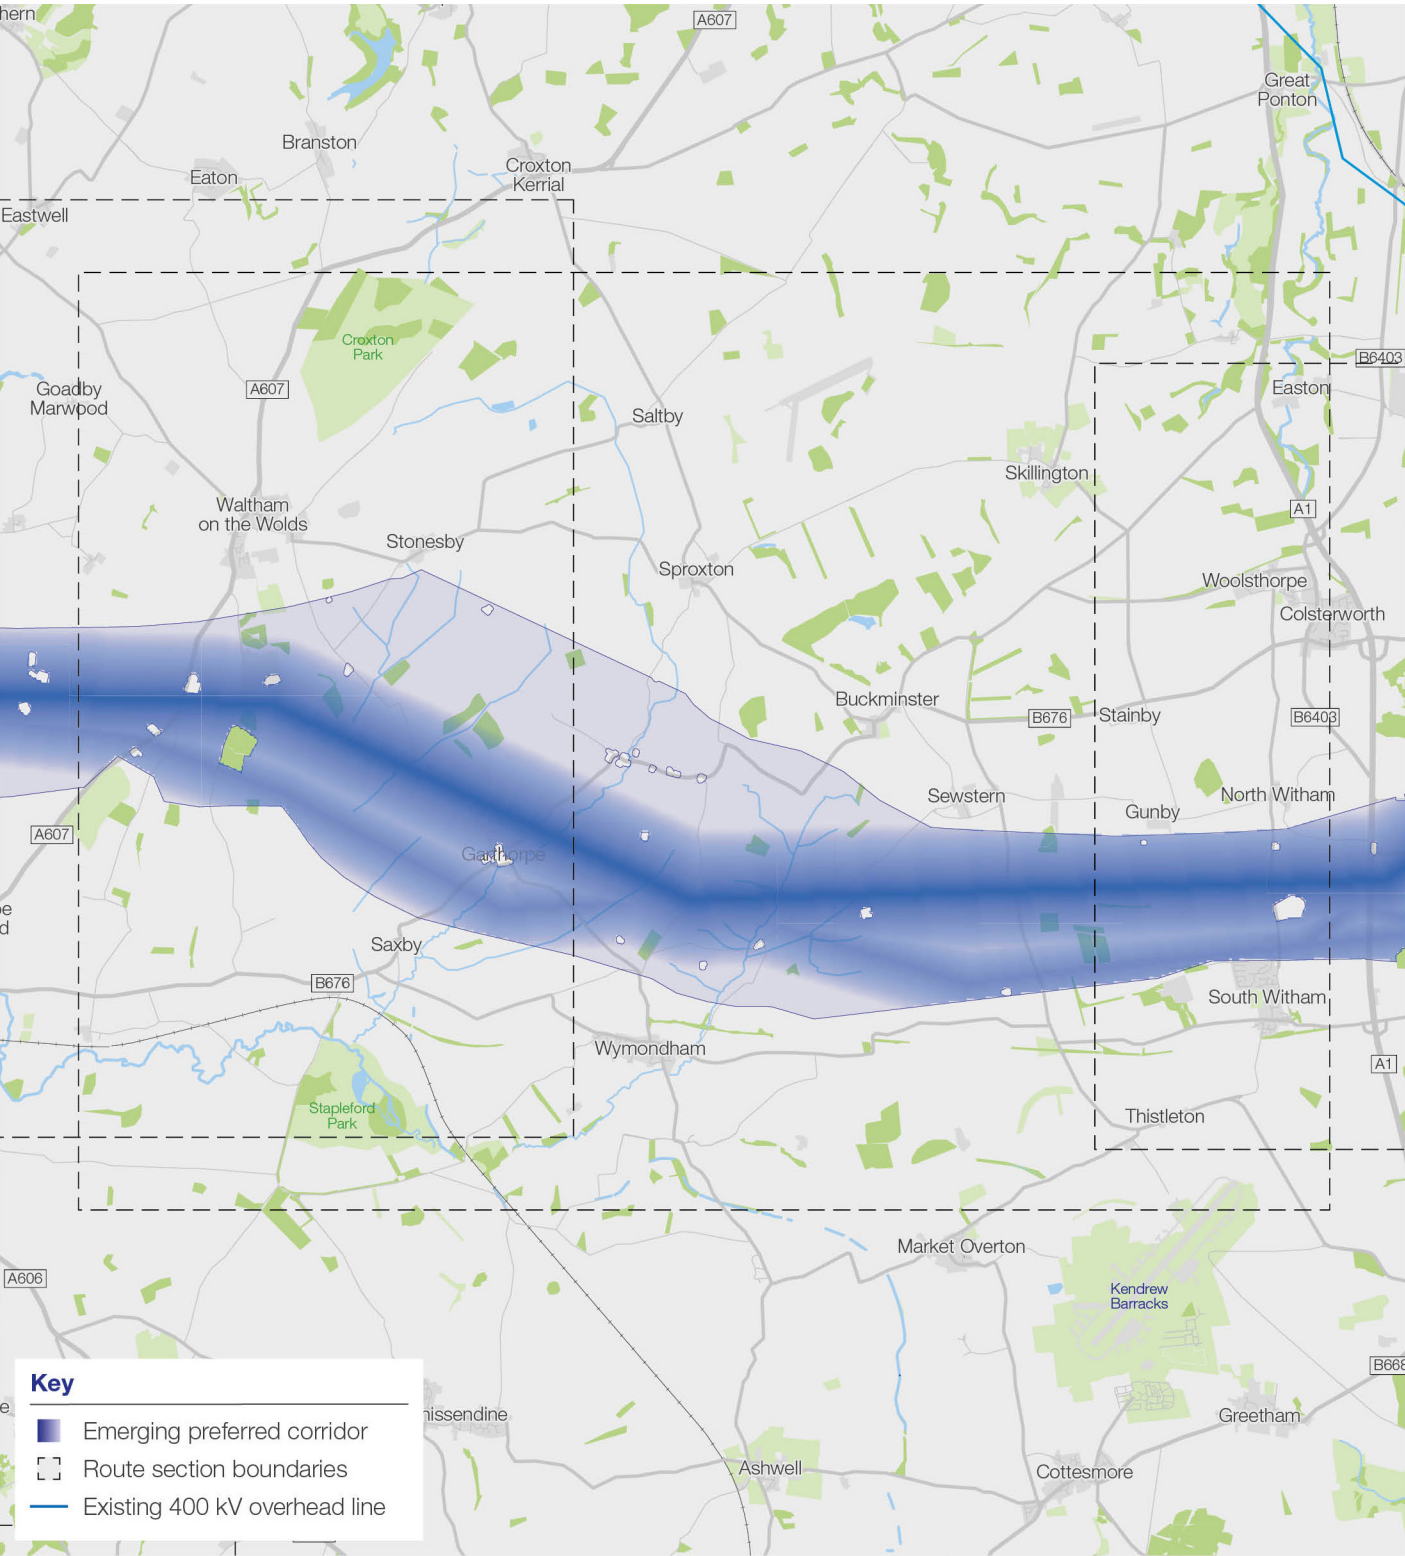 A607
Great
Ponton
Branston
Croxton
Kerrial
Eaton
Eastwell
Croxton
Park
B6403
Goadby
Marwood
A607
Easton
Saltby
Skillington
Waltham
on the Wolds
A1
Stonesby
Sproxton
Woolsthorpe
Colsterworth
Buckminster
B676
Stainby
B6403
Sewstern
North Witham
Gunby
A607
Garthorpe
Saxby
B676
South Witham
Wymondham
A1
Stapleford
Park
Thistleton
Market Overton
A606
Kendrew
Barracks
B668
Key
Emerging preferred corridor
Route section boundaries
Existing 400 kV overhead line
nissendine
Greetham
Ashwell
Cottesmore